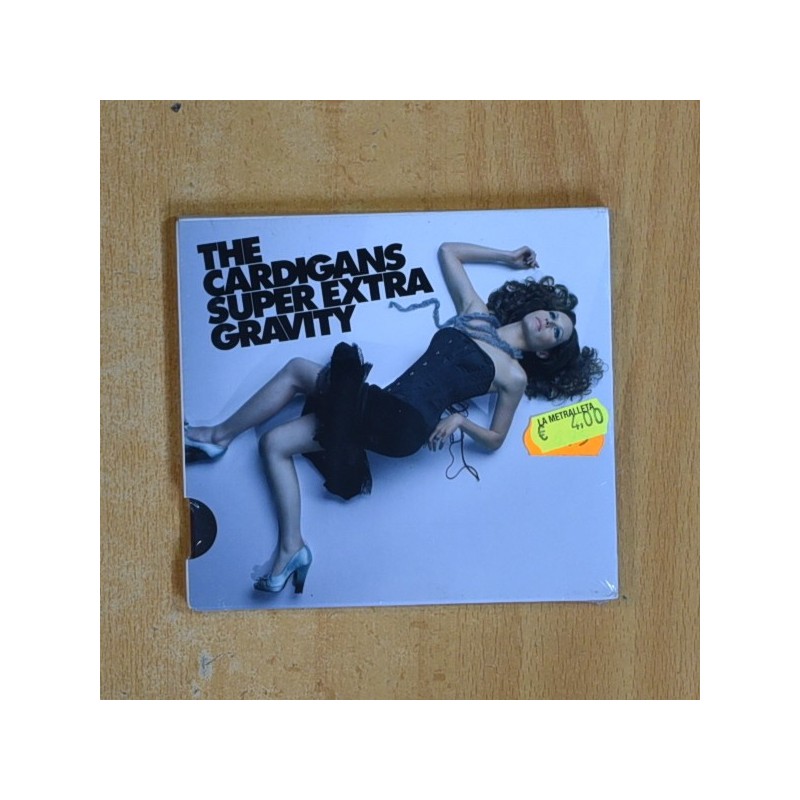 THE
CARDIGANS
SUPER EXTRA
GRAVITY
LA METRALLETA
€ 4,00